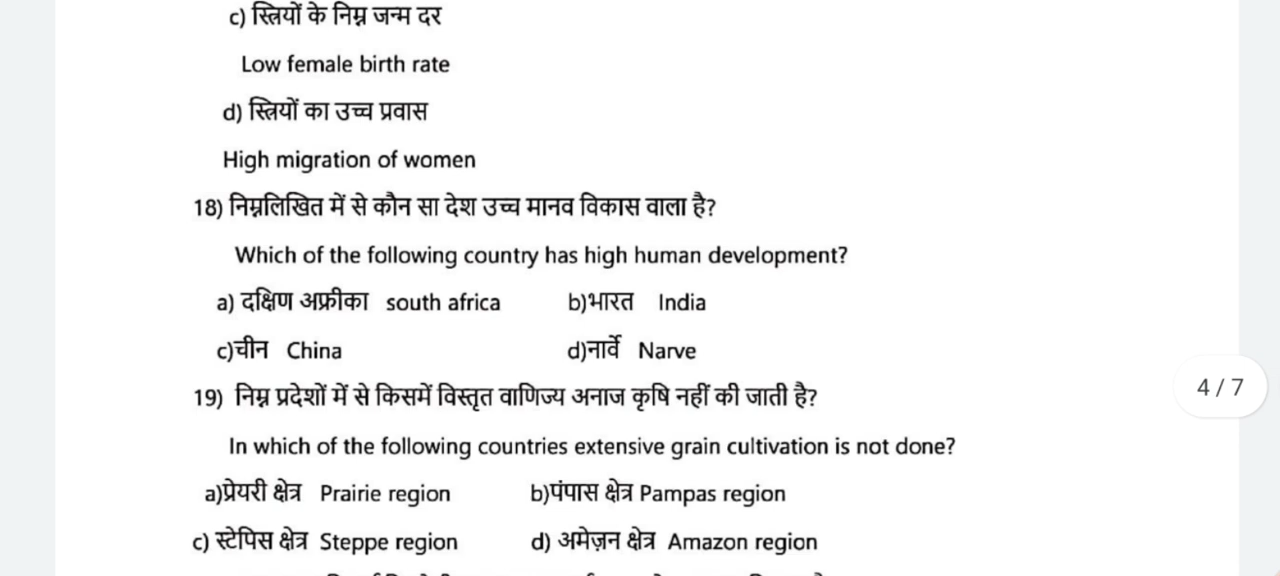 c) स्त्रियों के निम्न जन्म दर
Low female birth rate
d) स्त्रियों का उच्च प्रवास
High migration of women
18) निम्नलिखित में से कौन सा देश उच्च मानव विकास वाला है?
Which of the following country has high human development?
a) दक्षिण अफ्रीका south africa b)भारत India
c)चीन China d)नार्वे Narve
19) निम्न प्रदेशों में से किसमें विस्तृत वाणिज्य अनाज कृषि नहीं की जाती है?
4 / 7
In which of the following countries extensive grain cultivation is not done?
a)प्रेयरी क्षेत्र Prairie region b)पंपास क्षेत्र Pampas region
c) स्टेपिस क्षेत्र Steppe region d) अमेज़न क्षेत्र Amazon region